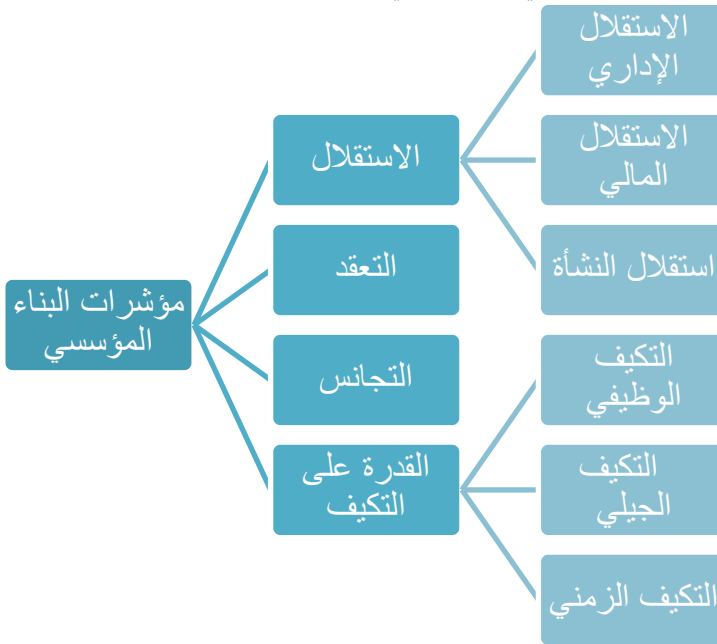 مؤشرات البناء
المؤسسي
الاستقلال
الاستقلال
الإداري
الاستقلال
المالي
استقلال النشأة
التعقد
التجانس
القدرة على
التكيف
التكيف
الوظيفي
التكيف
الجيلي
التكيف الزمني